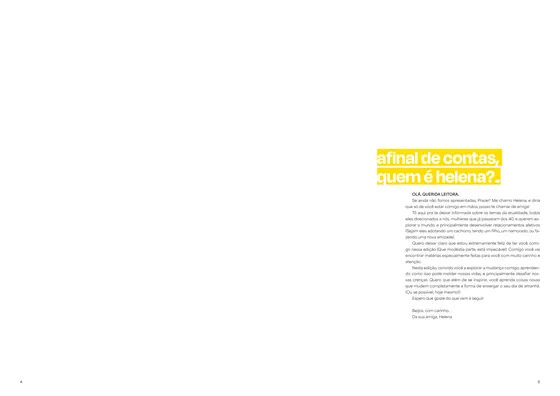 afinal de contas,
quem é helena?.
OLÁ, QUERIDA LEITORA.
Se ainda não fomos apresentadas, Prazer! Me chamo Helena, e diria
que só de você estar comigo em mãos, posso te chamar de amiga!
Tô aqui pra te deixar informada sobre os temas da atualidade, todos
eles direcionados a nós, mulheres que já passaram dos 40 e querem ex-
plorar o mundo, e principalmente desenvolver relacionamentos afetivos
(Sejam eles adotando um cachorro, tendo um filho, um namorado, ou fa-
zendo uma nova amizade).
Quero deixar claro que estou extremamente feliz de ter você comi-
go nessa edição (Que modéstia parte, está impecável!) Comigo você vai
encontrar matérias especialmente feitas para você com muito carinho e
atenção.
Nesta edição, convido você a explorar a mudança comigo, aprenden-
do como isso pode moldar nossas vidas, e principalmente desafiar nos-
sas crenças. Quero que além de se inspirar, você aprenda coisas novas
que mudem completamente a forma de enxergar o seu dia de amanhã.
(Ou, se possível, hoje mesmo!)
Espero que goste do que vem a seguir.
Beijos, com carinho.
Da sua amiga, Helena
4
5